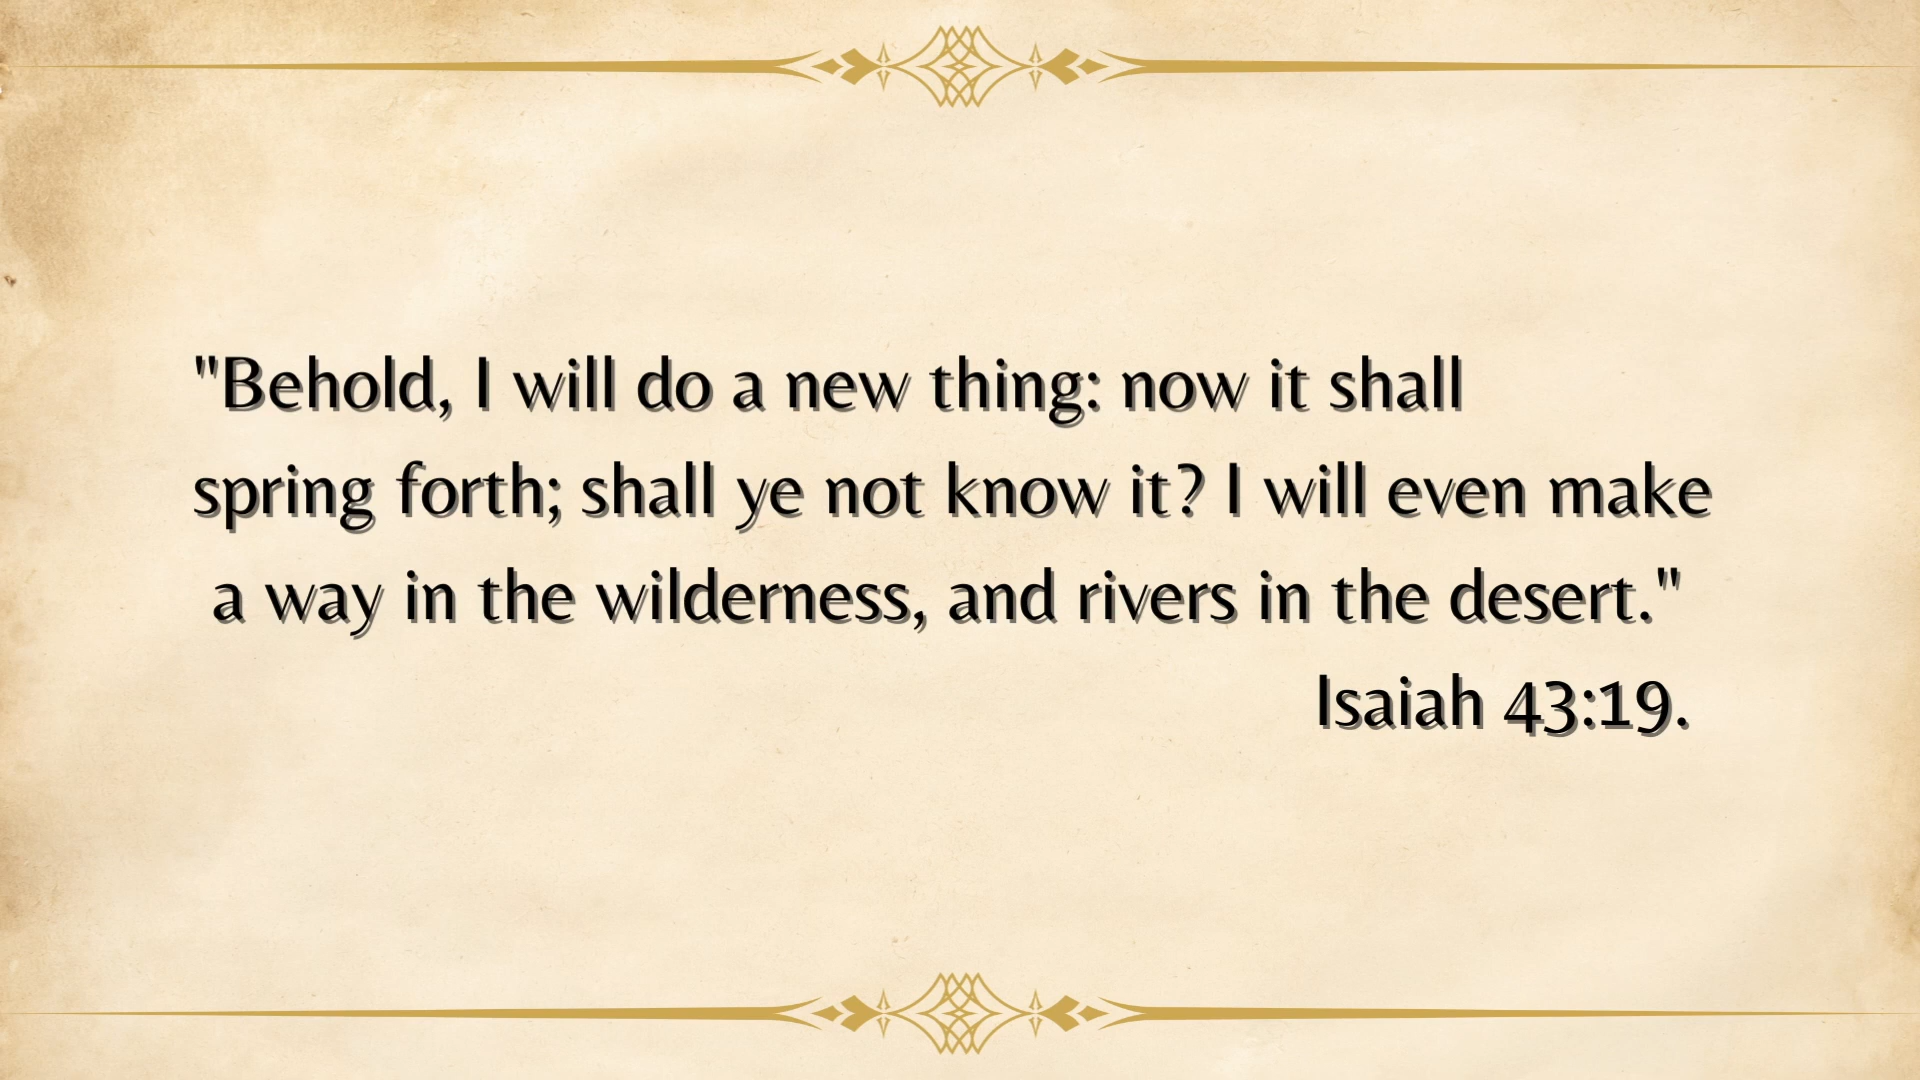 "Behold, I will do a new thing: now it shall
spring forth; shall ye not know it? I will even make
a way in the wilderness, and rivers in the desert."
Isaiah 43:19.